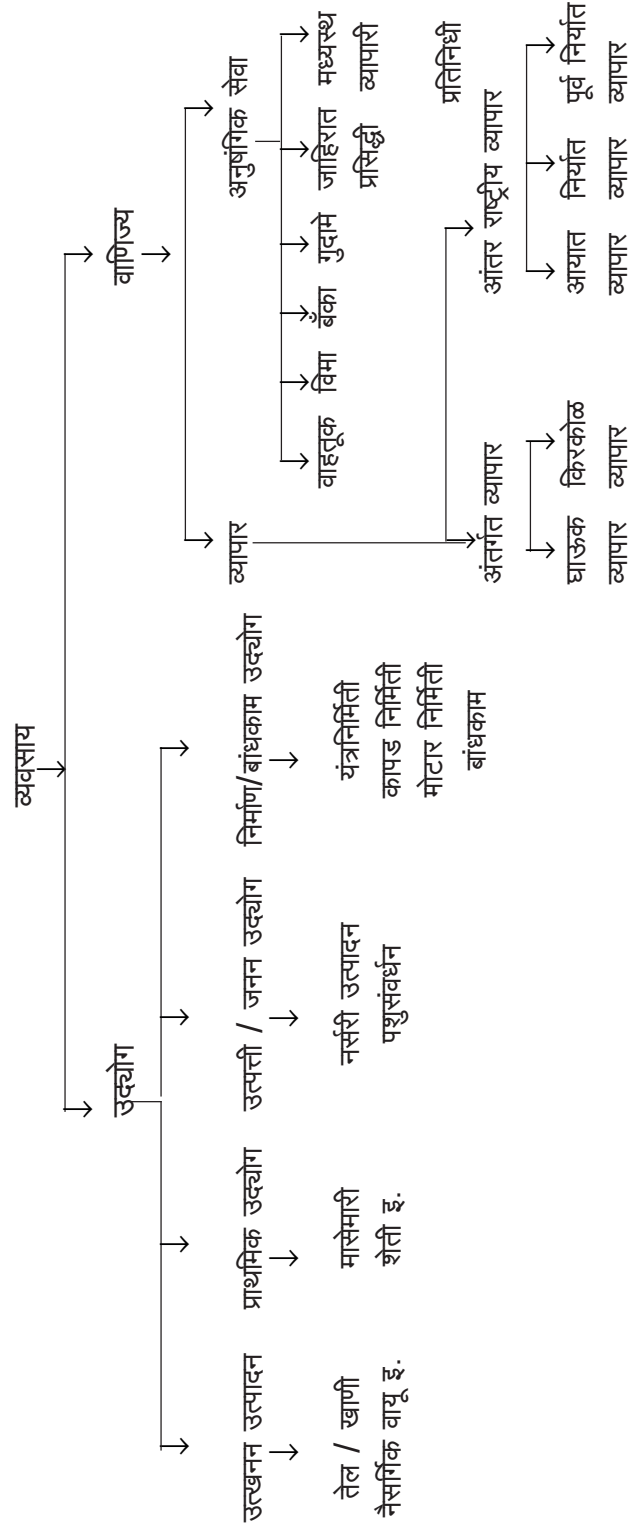 व्यवसाय
उद्योग
वाणिज्य
उत्खनन उत्पादन
प्राथमिक उद्योग
उत्पत्ती / जनन उद्योग
निर्माण/बांधकाम उद्योग
व्यापार
अनुषंगिक सेवा
तेल / खाणी
नैसर्गिक वायू इ.
मासेमारी
शेती इ.
नर्सरी उत्पादन
पशुसंवर्धन
यंत्रनिर्मिती
कापड निर्मिती
मोटार निर्मिती
बांधकाम
वाहतूक
विमा
बँका
गुदामे
जाहिरात
प्रसिद्धी
मध्यस्थ
व्यापारी
प्रतिनिधी
अंतर्गत व्यापार
आंतर राष्ट्रीय व्यापार
घाऊक
व्यापार
किरकोळ
व्यापार
आयात
व्यापार
निर्यात
व्यापार
पूर्व निर्यात
व्यापार